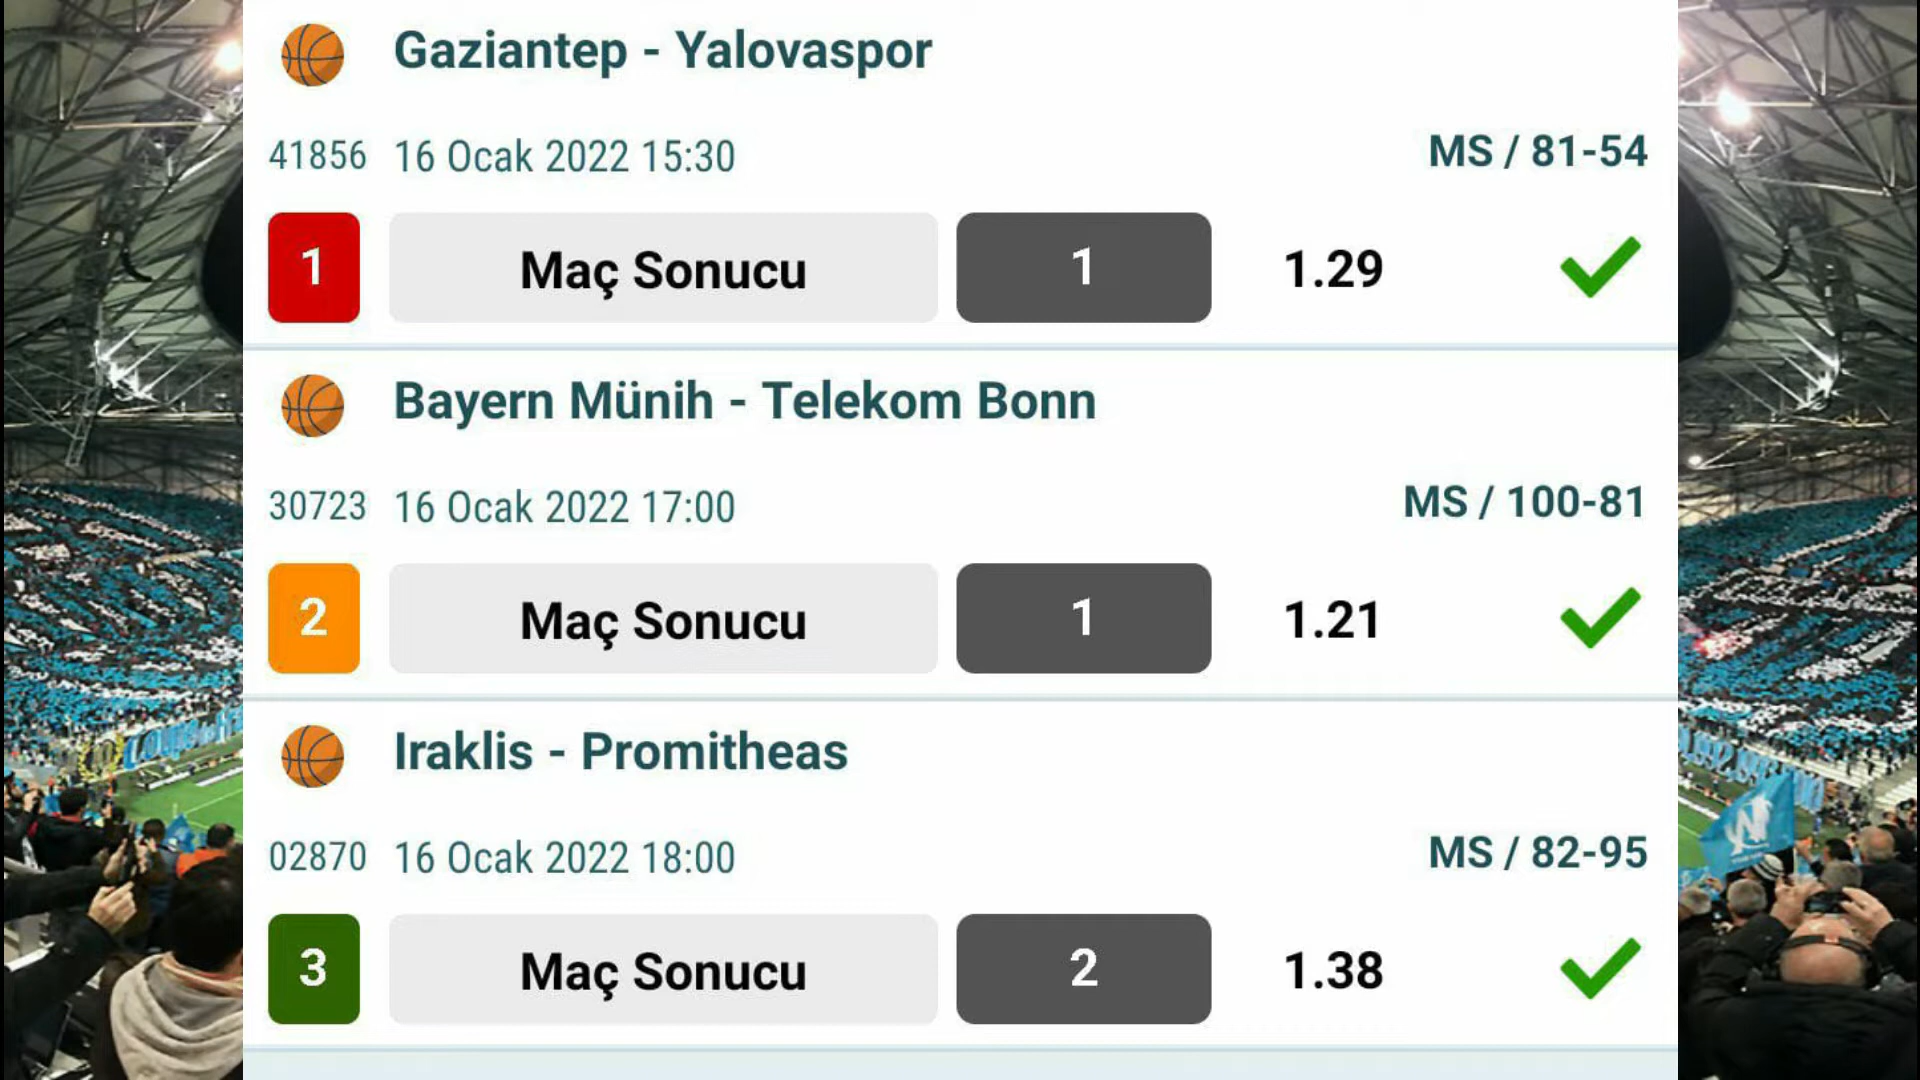 Gaziantep - Yalovaspor
41856 16 Ocak 2022 15:30 MS / 81-54
1 Maç Sonucu 1 1.29
Bayern Münih - Telekom Bonn
30723 16 Ocak 2022 17:00 MS / 100-81
2 Maç Sonucu 1 1.21
Iraklis - Promitheas
02870 16 Ocak 2022 18:00 MS / 82-95
3 Maç Sonucu 2 1.38